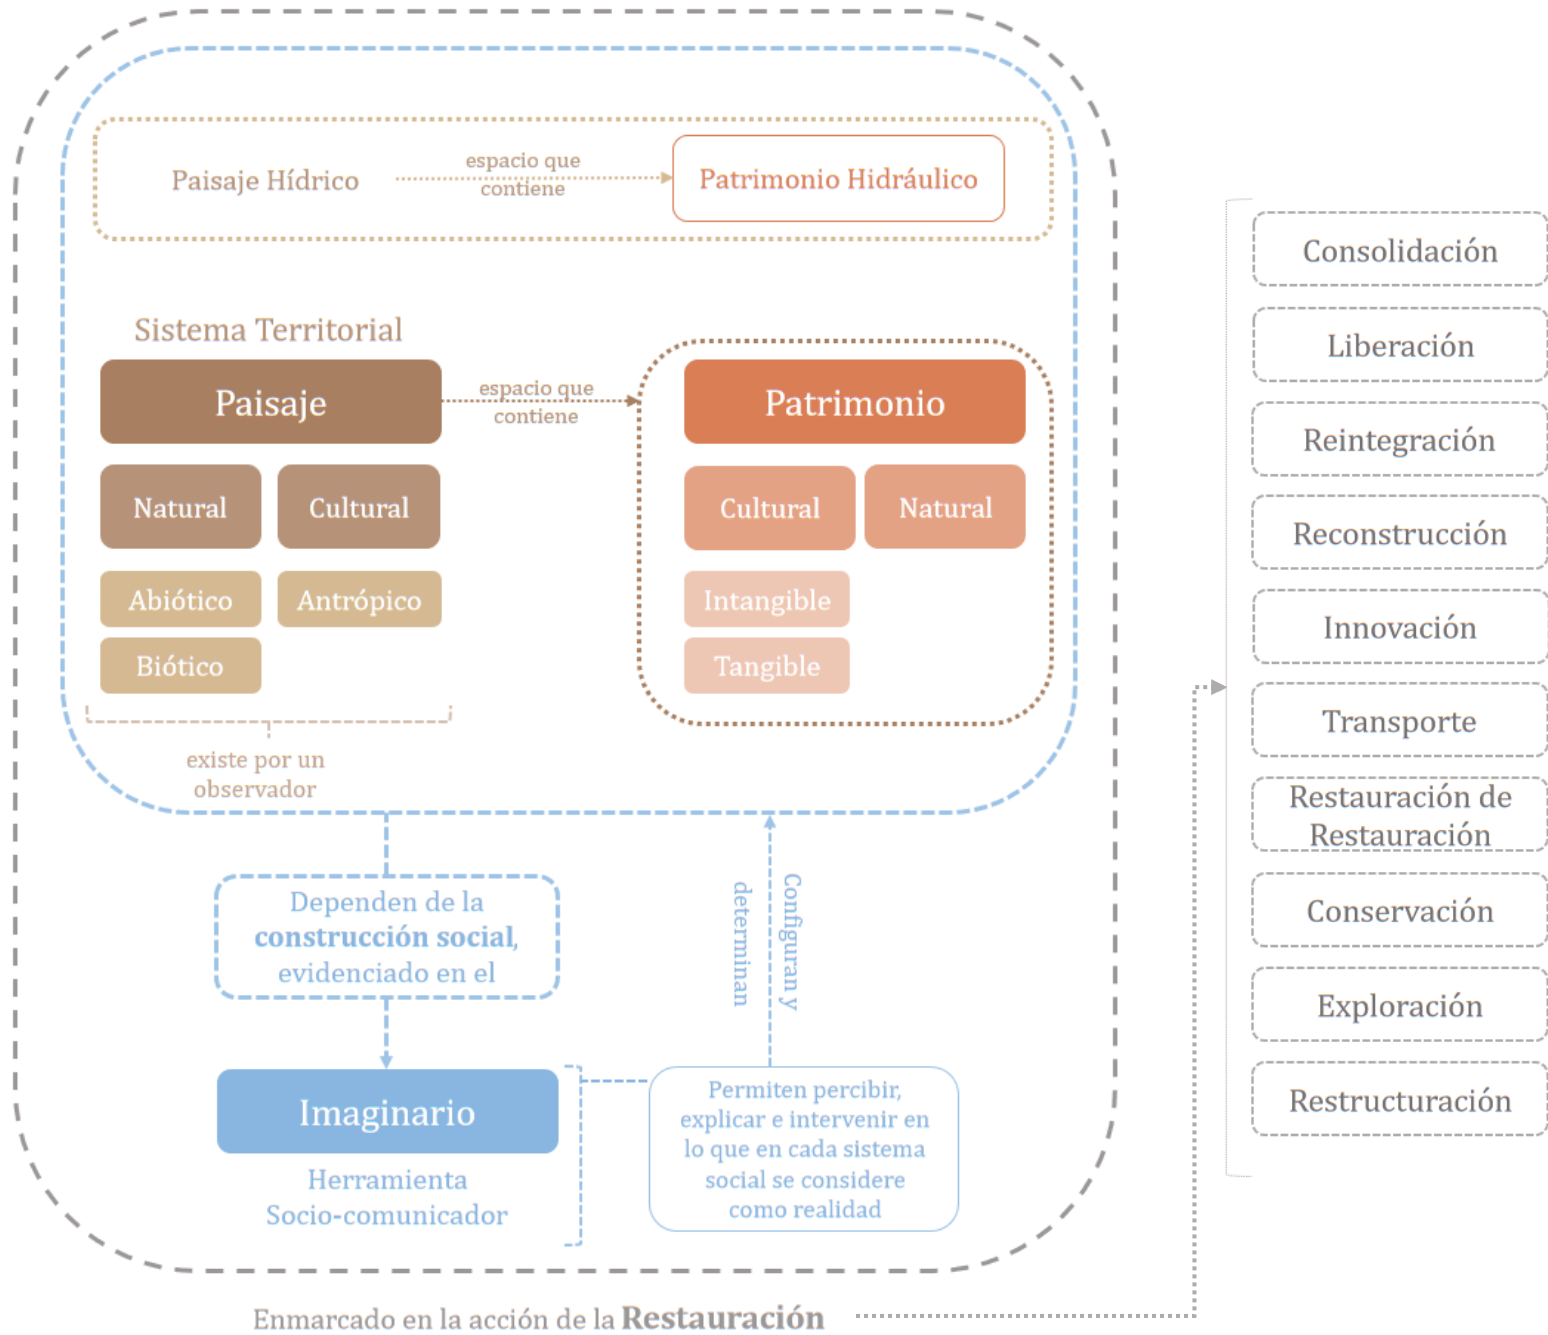 Paisaje Hídrico
espacio que
contiene
Patrimonio Hidráulico
Sistema Territorial
Paisaje
espacio que
contiene
Patrimonio
Natural
Cultural
Cultural
Natural
Abiótico
Antrópico
Intangible
Biótico
Tangible
existe por un
observador
Dependen de la
construcción social,
evidenciado en el
Configuran y
determinan
Imaginario
Herramienta
Socio-comunicador
Permiten percibir,
explicar e intervenir en
lo que en cada sistema
social se considere
como realidad
Enmarcado en la acción de la Restauración
Consolidación
Liberación
Reintegración
Reconstrucción
Innovación
Transporte
Restauración de
Restauración
Conservación
Exploración
Restructuración